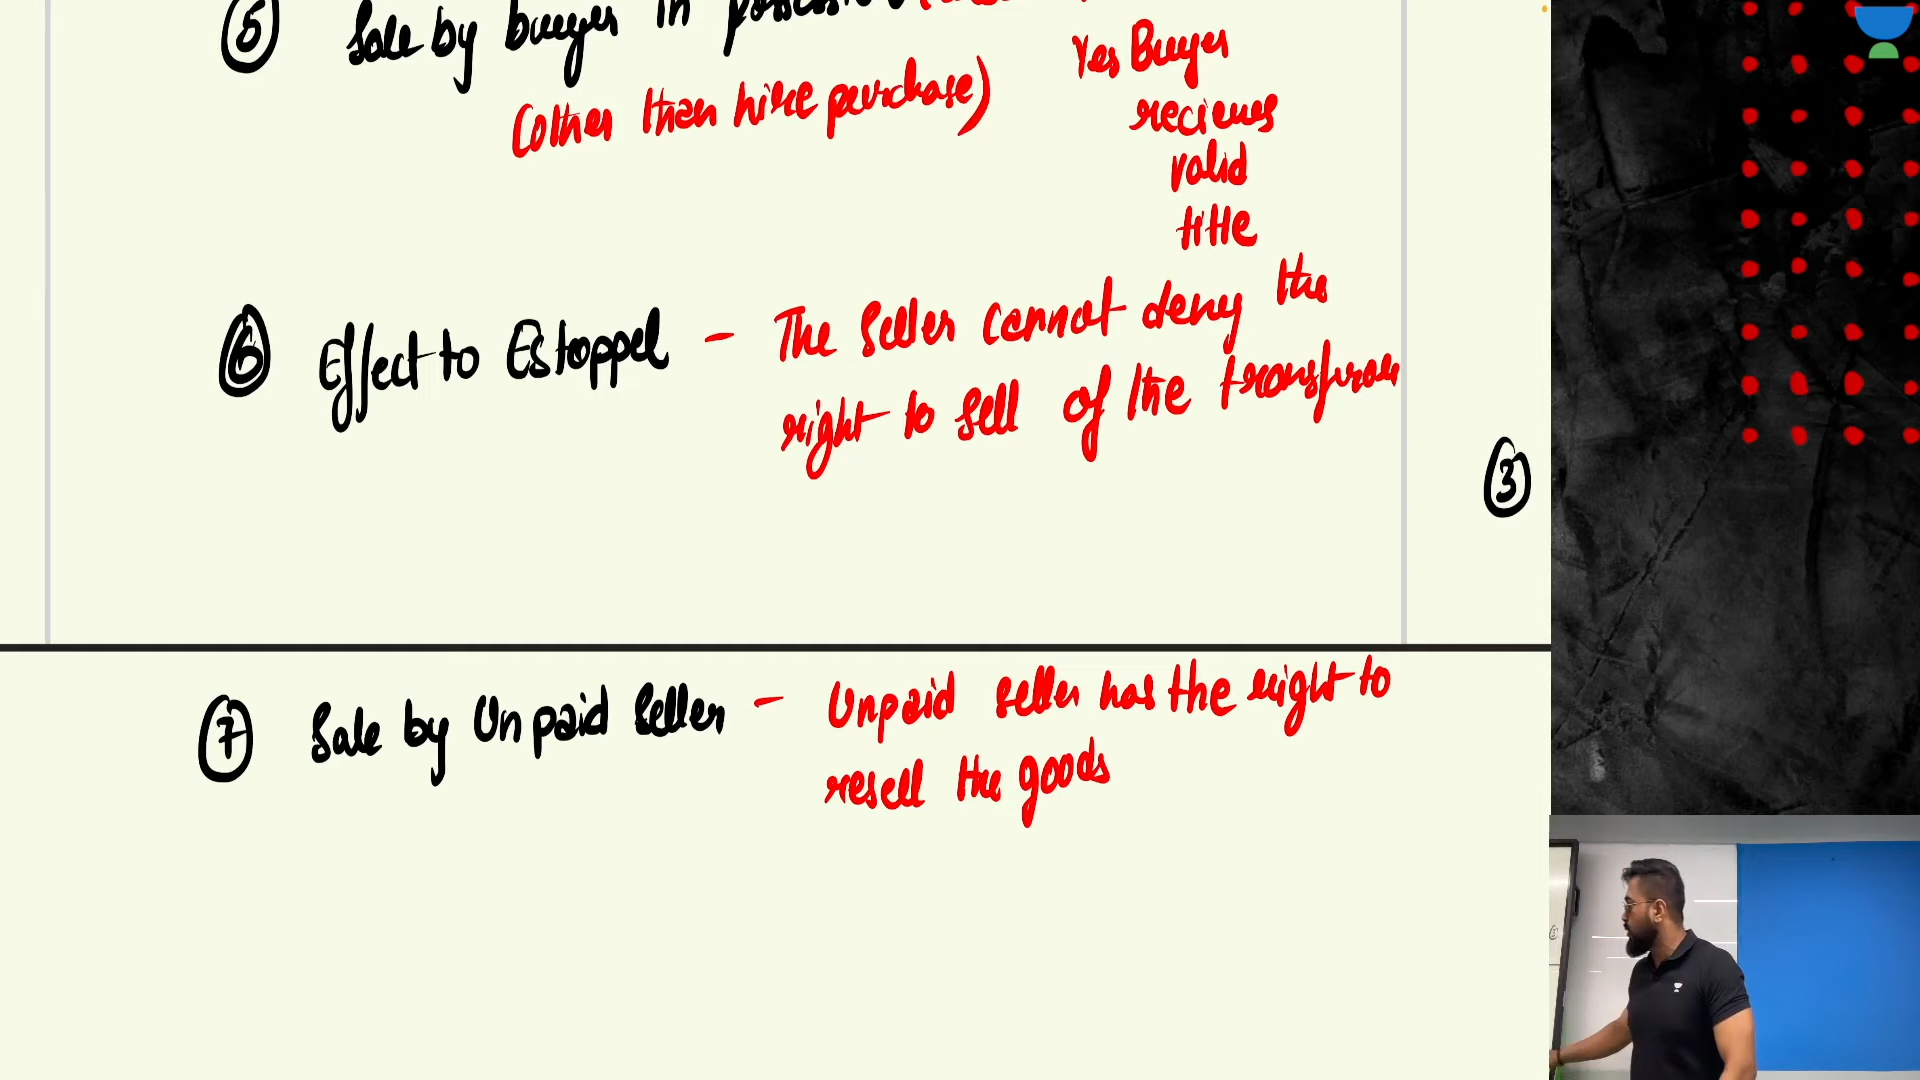 5 Sale by buyer in
(other than hire purchase)
Yes Buyer
recieves
valid
title
6 Effect to Estoppel - The seller cannot deny the
right to sell of the
3
7 Sale by Unpaid Seller - Unpaid seller has the right to
resell the goods